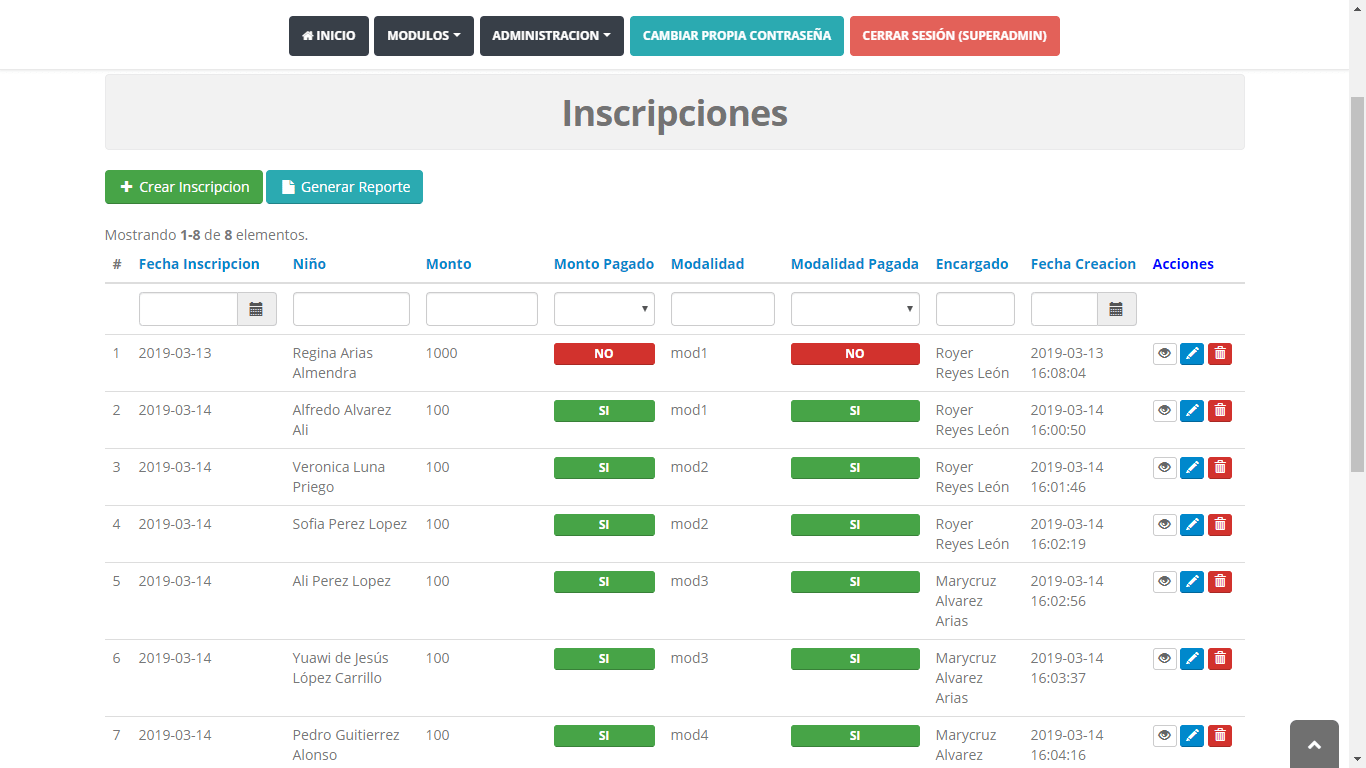 INICIO MODULOS ADMINISTRACION CAMBIAR PROPIA CONTRASEÑA CERRAR SESIÓN (SUPERADMIN)
Inscripciones
Crear Inscripcion Generar Reporte
Mostrando 1-8 de 8 elementos.
# Fecha Inscripcion Niño Monto Monto Pagado Modalidad Modalidad Pagada Encargado Fecha Creacion Acciones
1 2019-03-13 Regina Arias 1000 NO mod1 NO Royer 2019-03-13
Almendra Reyes León 16:08:04
2 2019-03-14 Alfredo Alvarez 100 SI mod1 SI Royer 2019-03-14
Ali Reyes León 16:00:50
3 2019-03-14 Veronica Luna 100 SI mod2 SI Royer 2019-03-14
Priego Reyes León 16:01:46
4 2019-03-14 Sofia Perez Lopez 100 SI mod2 SI Royer 2019-03-14
Reyes León 16:02:19
5 2019-03-14 Ali Perez Lopez 100 SI mod3 SI Marycruz 2019-03-14
Alvarez 16:02:56
Arias
6 2019-03-14 Yuawi de Jesús 100 SI mod3 SI Marycruz 2019-03-14
López Carrillo Alvarez 16:03:37
Arias
7 2019-03-14 Pedro Guitierrez 100 SI mod4 SI Marycruz 2019-03-14
Alonso Alvarez 16:04:16